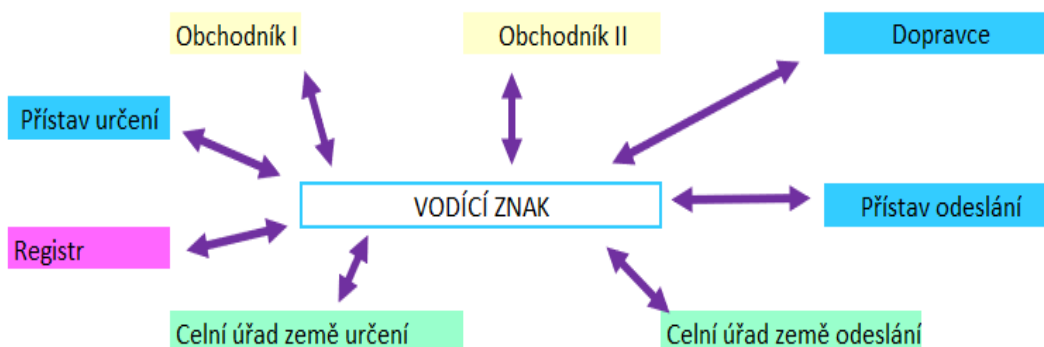 Obchodník I
Obchodník II
Dopravce
Přístav určení
VODÍCÍ ZNAK
Přístav odeslání
Registr
Celní úřad země určení
Celní úřad země odeslání